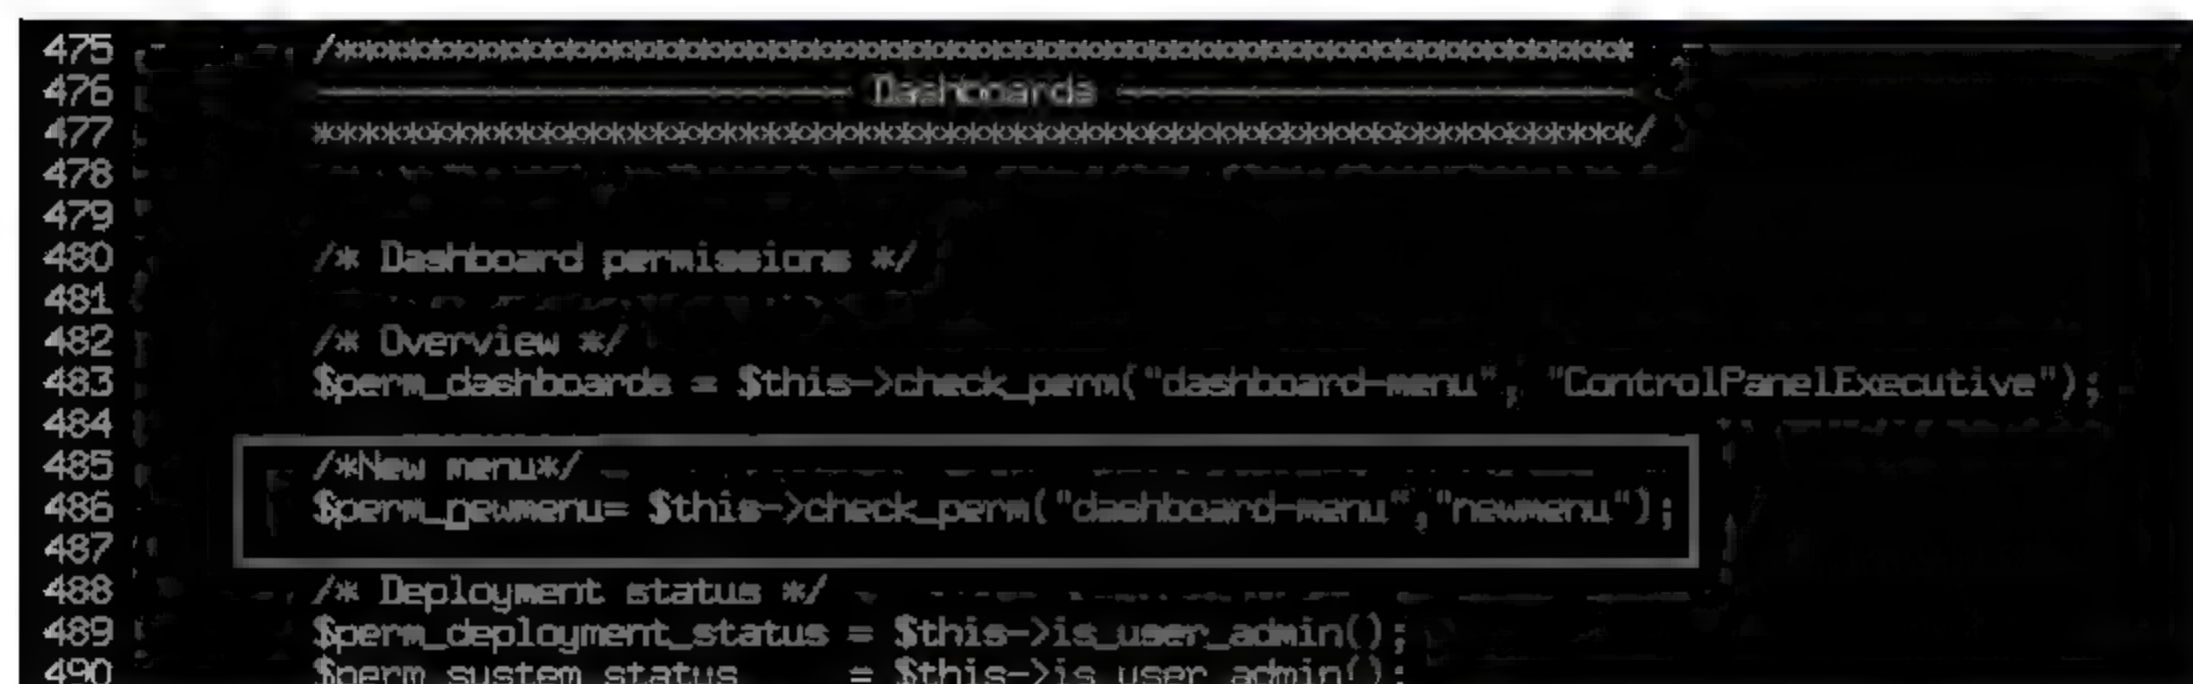 475 /**************************************************************
476 ------------------------- Dashboards -------------------------
477 **************************************************************/
478
479
480 /* Dashboard permissions */
481
482 /* Overview */
483 $perm_dashboards = $this->check_perm("dashboard-menu", "ControlPanelExecutive");
484
485 /*New menu*/
486 $perm_newmenu= $this->check_perm("dashboard-menu","newmenu");
487
488 /* Deployment status */
489 $perm_deployment_status = $this->is_user_admin();
490 $perm_system_status     = $this->is_user_admin();